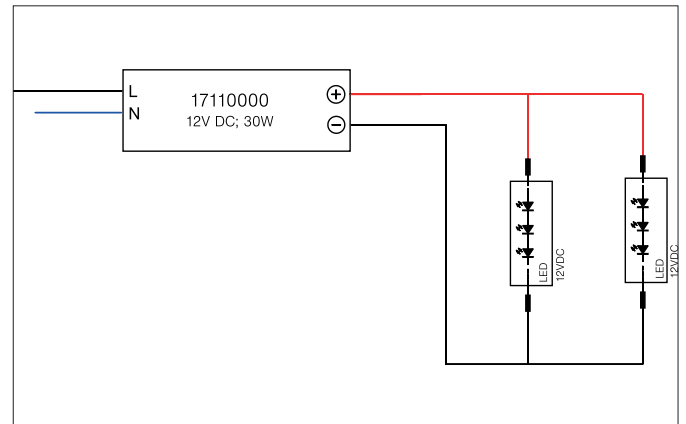 L
N
17110000
12V DC; 30W
+
−
LED
12VDC
LED
12VDC